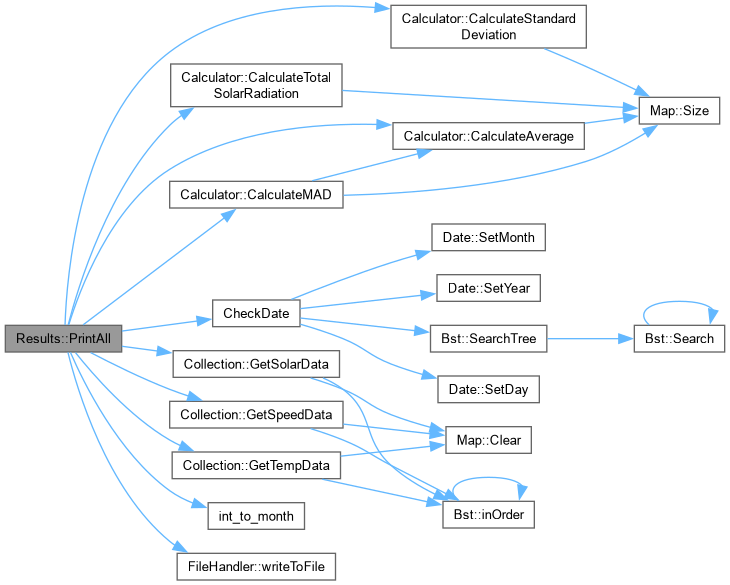 Calculator::CalculateStandard
Deviation
Calculator::CalculateTotal
SolarRadiation
Map::Size
Calculator::CalculateAverage
Calculator::CalculateMAD
Date::SetMonth
Date::SetYear
CheckDate
Results::PrintAll
Bst::SearchTree
Bst::Search
Collection::GetSolarData
Date::SetDay
Collection::GetSpeedData
Map::Clear
Collection::GetTempData
int_to_month
Bst::inOrder
FileHandler::writeToFile